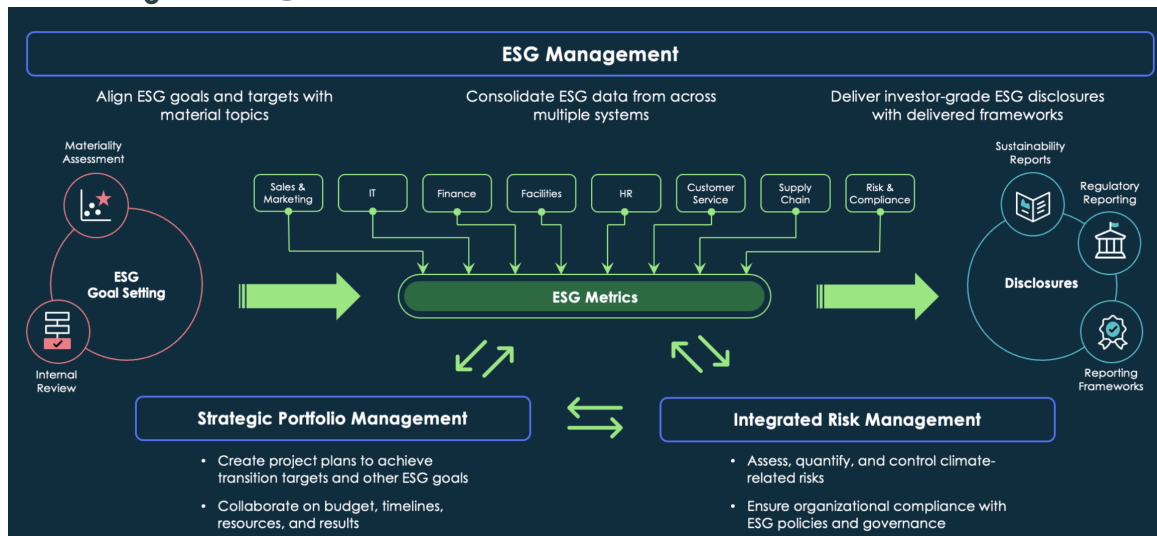 ESG Management
Align ESG goals and targets with
material topics
Consolidate ESG data from across
multiple systems
Deliver investor-grade ESG disclosures
with delivered frameworks
Materiality
Assessment
ESG
Goal Setting
Internal
Review
Sales &
Marketing
IT
Finance
Facilities
HR
Customer
Service
Supply
Chain
Risk &
Compliance
ESG Metrics
Sustainability
Reports
Regulatory
Reporting
Disclosures
Reporting
Frameworks
Strategic Portfolio Management
• Create project plans to achieve
transition targets and other ESG goals
• Collaborate on budget, timelines,
resources, and results
Integrated Risk Management
• Assess, quantify, and control climate-
related risks
• Ensure organizational compliance with
ESG policies and governance